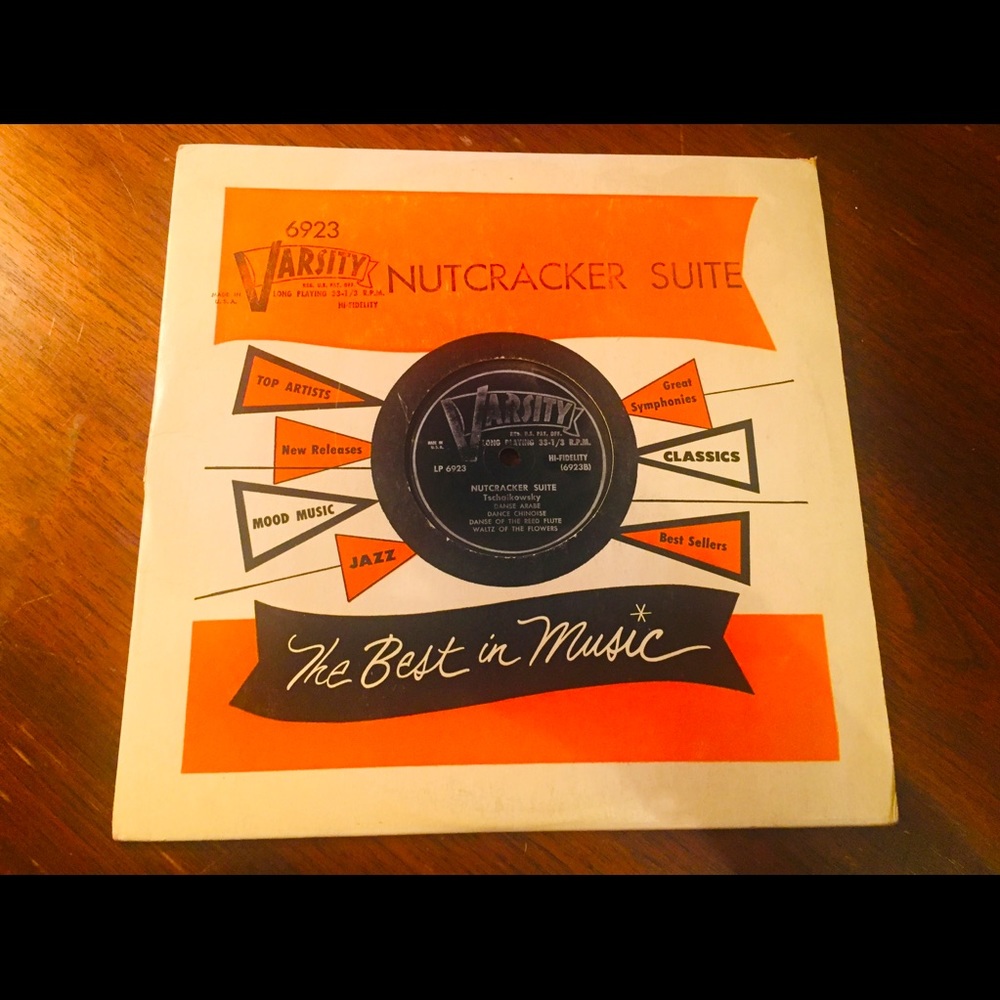 6923
VARSITY
REG. U.S. PAT. OFF.
MADE IN
U.S.A.
LONG PLAYING 33-1/3 R.P.M.
HI-FIDELITY
NUTCRACKER SUITE
TOP ARTISTS
New Releases
MOOD MUSIC
JAZZ
VARSITY
REG. U.S. PAT. OFF.
MADE IN
U.S.A.
LONG PLAYING 33-1/3 R.P.M.
HI-FIDELITY
LP 6923
(6923B)
NUTCRACKER SUITE
Tschaikowsky
DANSE ARABE
DANCE CHINOISE
DANSE OF THE REED FLUTE
WALTZ OF THE FLOWERS
Great
Symphonies
CLASSICS
Best Sellers
The Best in Music